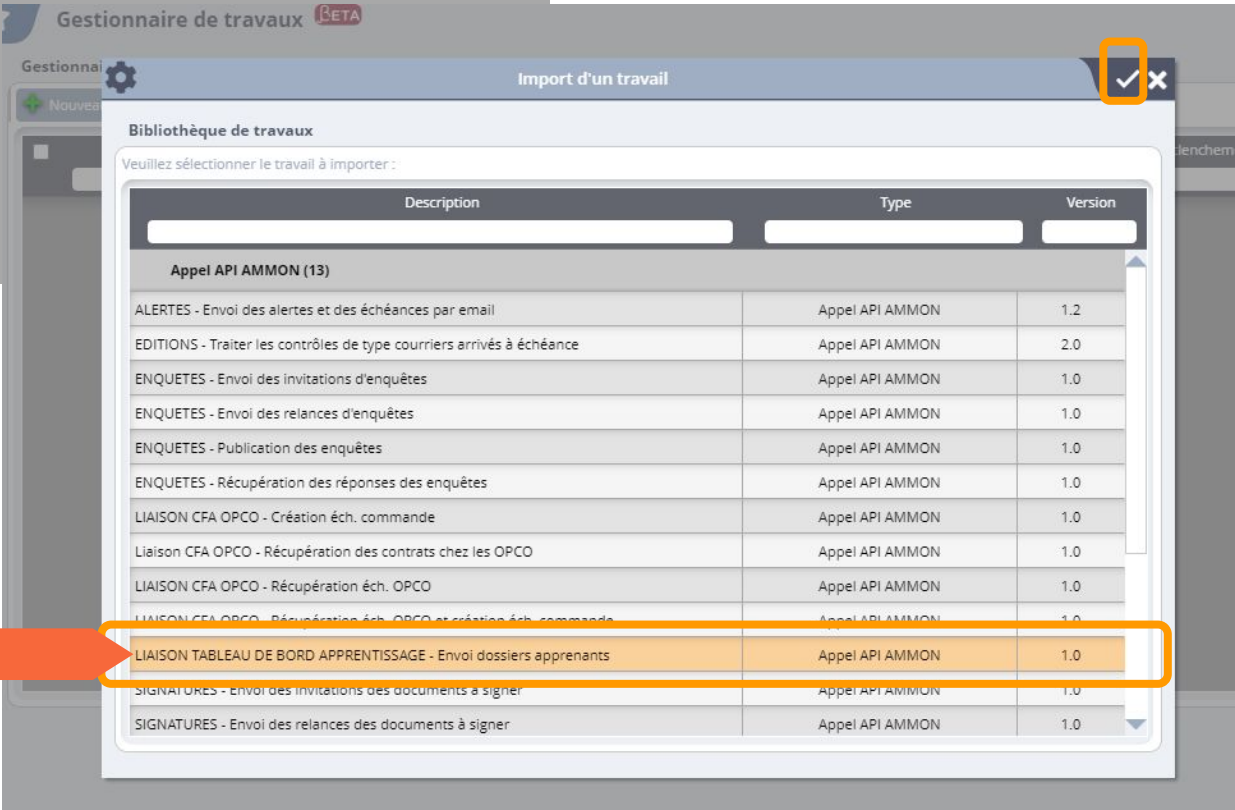 Gestionnaire de travaux BETA
Gestionnai
Import d'un travail
Nouvea
Bibliothèque de travaux
Veuillez sélectionner le travail à importer :
lenchem
Description Type Version
Appel API AMMON (13)
ALERTES - Envoi des alertes et des échéances par email Appel API AMMON 1.2
EDITIONS - Traiter les contrôles de type courriers arrivés à échéance Appel API AMMON 2.0
ENQUETES - Envoi des invitations d'enquêtes Appel API AMMON 1.0
ENQUETES - Envoi des relances d'enquêtes Appel API AMMON 1.0
ENQUETES - Publication des enquêtes Appel API AMMON 1.0
ENQUETES - Récupération des réponses des enquêtes Appel API AMMON 1.0
LIAISON CFA OPCO - Création éch. commande Appel API AMMON 1.0
Liaison CFA OPCO - Récupération des contrats chez les OPCO Appel API AMMON 1.0
LIAISON CFA OPCO - Récupération éch. OPCO Appel API AMMON 1.0
LIAISON CFA OPCO - Récupération éch. OPCO et création éch. commande Appel API AMMON 1.0
LIAISON TABLEAU DE BORD APPRENTISSAGE - Envoi dossiers apprenants Appel API AMMON 1.0
SIGNATURES - Envoi des invitations des documents à signer Appel API AMMON 1.0
SIGNATURES - Envoi des relances des documents à signer Appel API AMMON 1.0